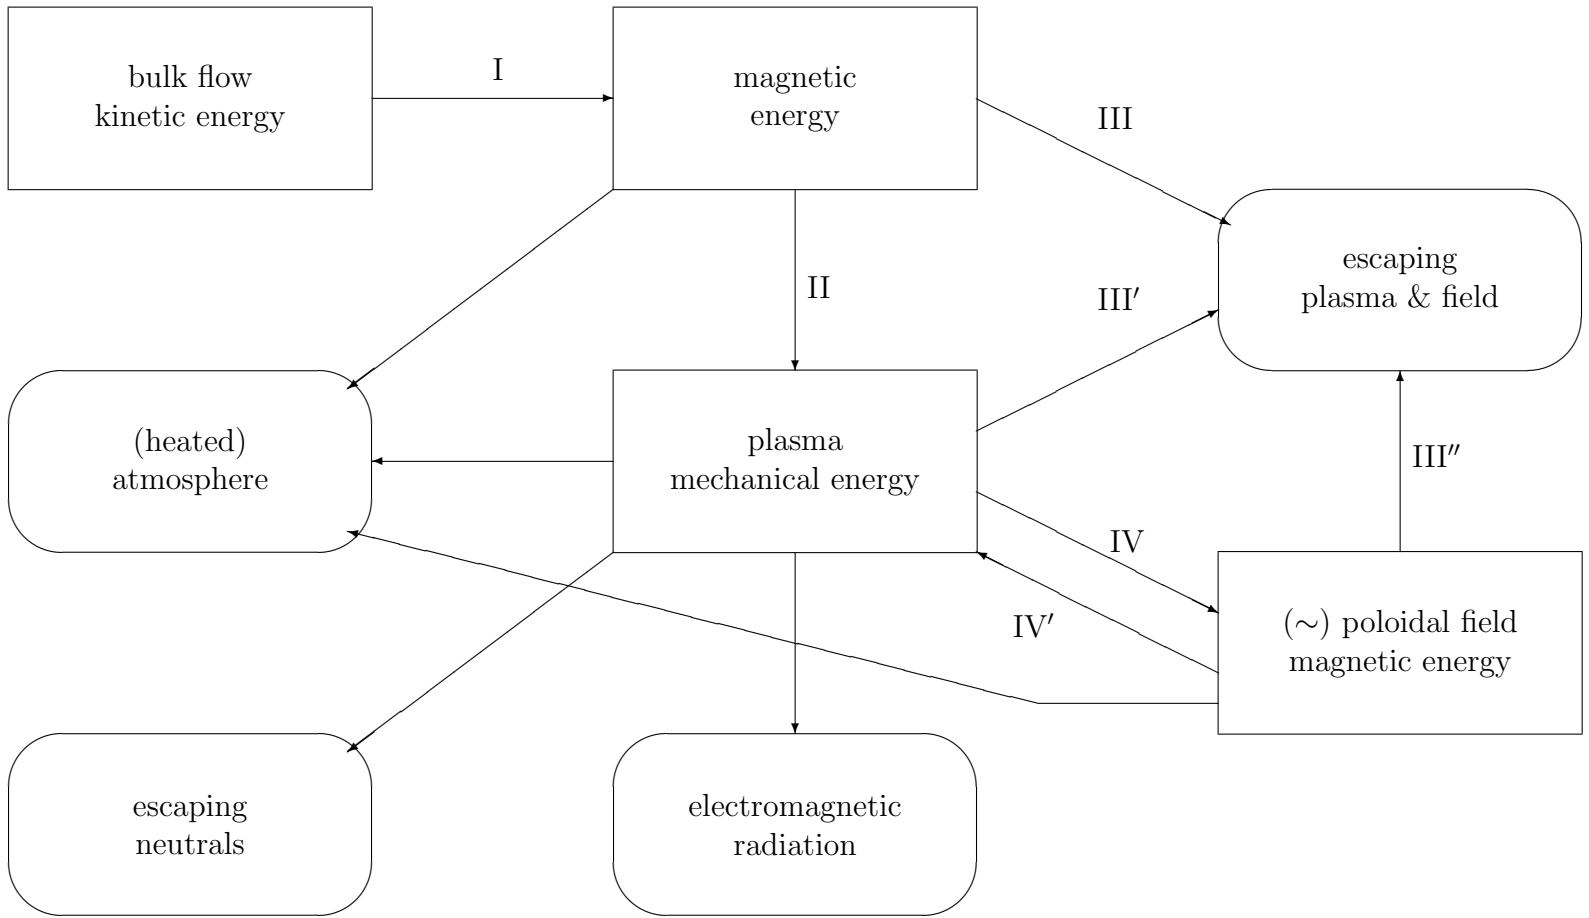 bulk flow
kinetic energy
I
magnetic
energy
III
escaping
plasma & field
II
III′
(heated)
atmosphere
plasma
mechanical energy
III″
IV
IV′
(∼) poloidal field
magnetic energy
escaping
neutrals
electromagnetic
radiation